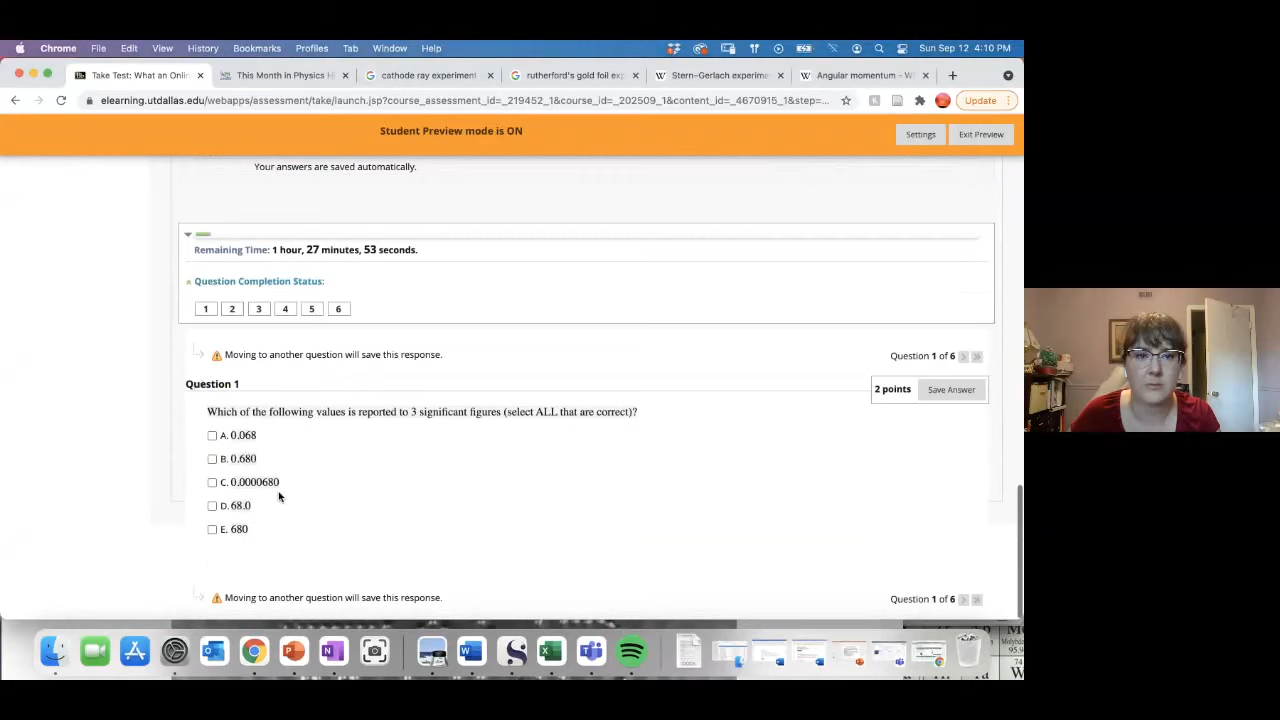 Chrome File Edit View History Bookmarks Profiles Tab Window Help Sun Sep 12 4:10 PM
Take Test: What an Onli This Month in Physics H cathode ray experiment rutherford's gold foil exp Stern–Gerlach experime Angular momentum - W
elearning.utdallas.edu/webapps/assessment/take/launch.jsp?course_assessment_id=_219452_1&course_id=_202509_1&content_id=_4670915_1&step=... Update
Student Preview mode is ON
Settings Exit Preview
Your answers are saved automatically.
Remaining Time: 1 hour, 27 minutes, 53 seconds.
Question Completion Status:
1 2 3 4 5 6
Moving to another question will save this response. Question 1 of 6
Question 1
2 points Save Answer
Which of the following values is reported to 3 significant figures (select ALL that are correct)?
A. 0.068
B. 0.680
C. 0.0000680
D. 68.0
E. 680
Moving to another question will save this response. Question 1 of 6